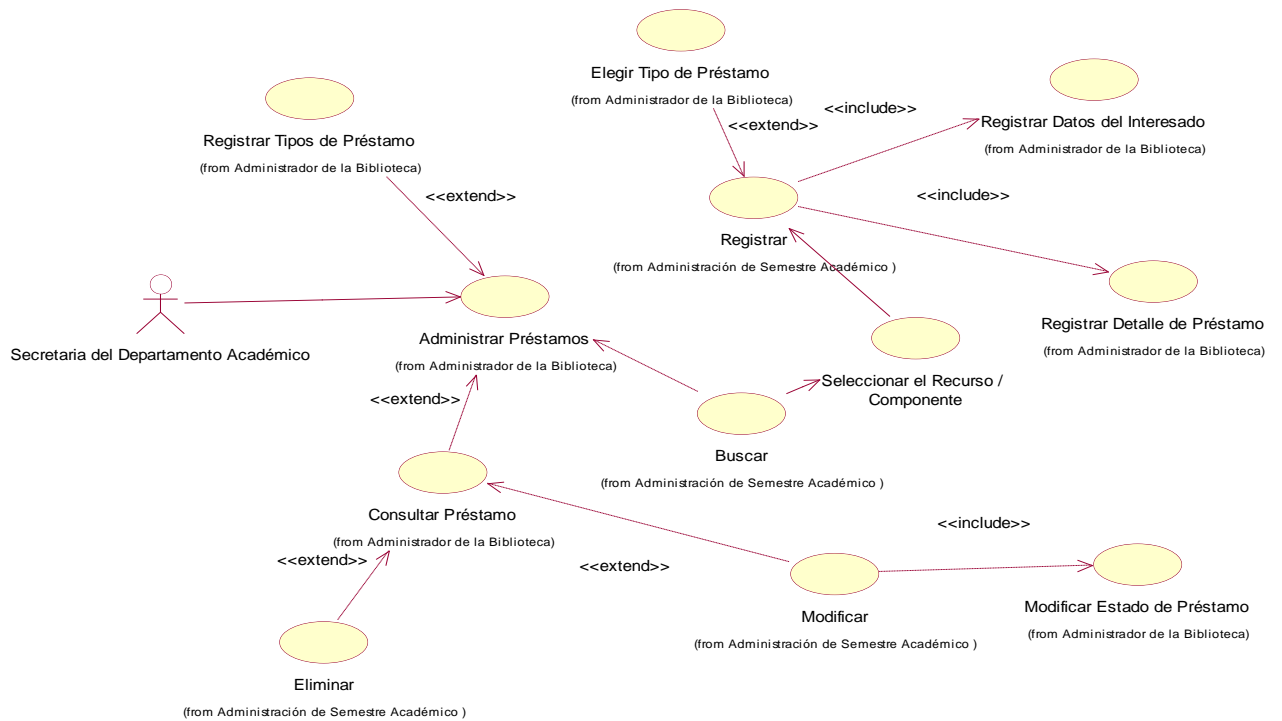 Elegir Tipo de Préstamo
(from Administrador de la Biblioteca)
<<extend>>
<<include>>
Registrar Datos del Interesado
(from Administrador de la Biblioteca)
Registrar Tipos de Préstamo
(from Administrador de la Biblioteca)
<<extend>>
<<include>>
Registrar
(from Administración de Semestre Académico )
Registrar Detalle de Préstamo
(from Administrador de la Biblioteca)
Secretaria del Departamento Académico
Administrar Préstamos
(from Administrador de la Biblioteca)
Seleccionar el Recurso /
Componente
<<extend>>
Buscar
(from Administración de Semestre Académico )
Consultar Préstamo
(from Administrador de la Biblioteca)
<<include>>
<<extend>>
<<extend>>
Modificar
(from Administración de Semestre Académico )
Modificar Estado de Préstamo
(from Administrador de la Biblioteca)
Eliminar
(from Administración de Semestre Académico )